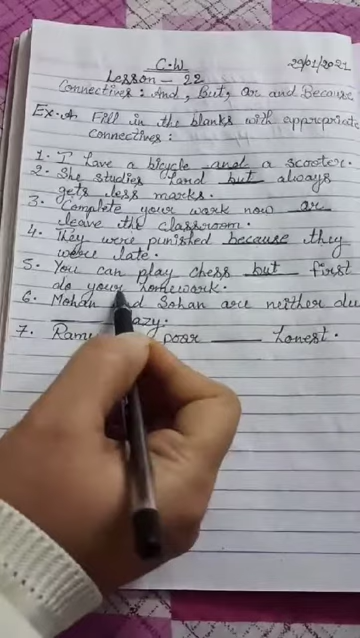 C.W
29/01/2021
Lesson - 22
Connectives: And, But, Or and Because
Ex-A Fill in the blanks with appropriate
connectives:
1. I have a bicycle and a scooter.
2. She studies hard but always
gets less marks.
3. Complete your work now or
leave the classroom.
4. They were punished because they
were late.
5. You can play chess but first
do your homework.
6. Mohan and Sohan are neither du
lazy.
7. poor ____ honest.